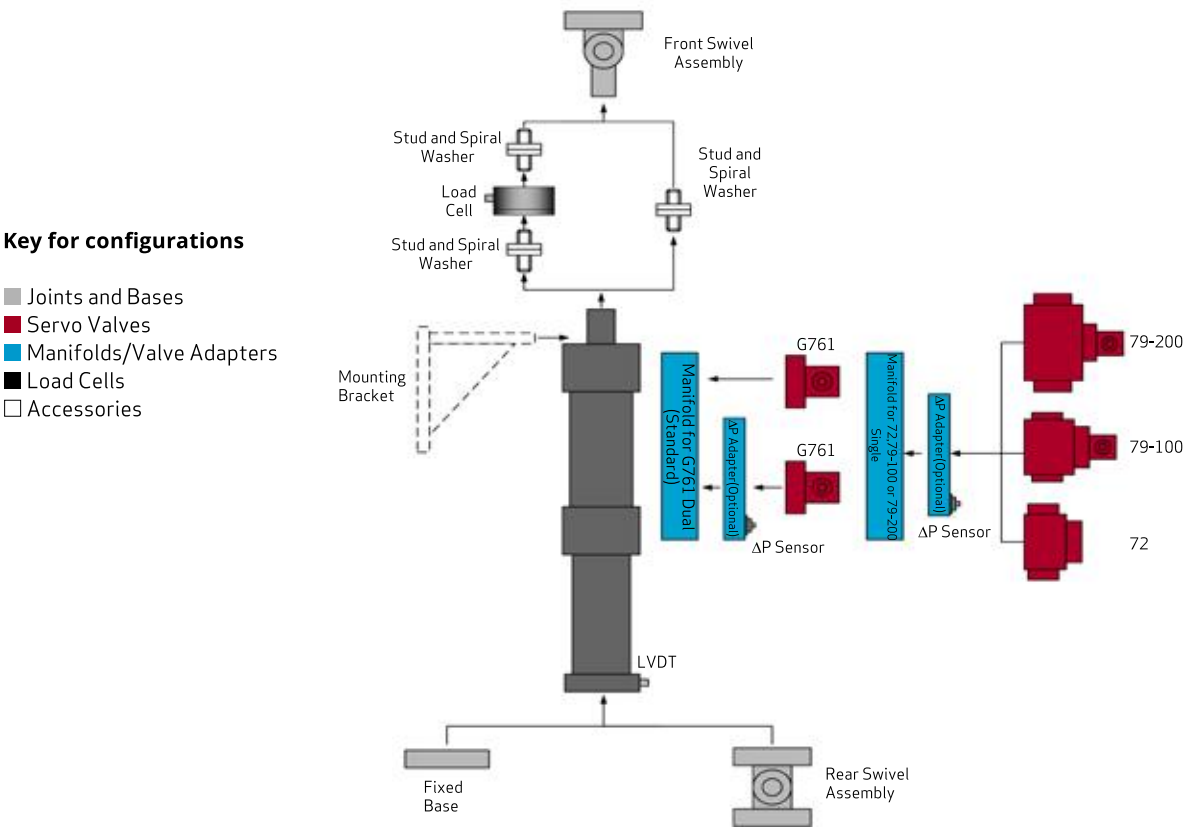 Front Swivel
Assembly
Stud and Spiral
Washer
Stud and
Spiral
Washer
Load
Cell
Stud and Spiral
Washer
Key for configurations
Joints and Bases
Servo Valves
Manifolds/Valve Adapters
Load Cells
Accessories
Mounting
Bracket
Manifold for G761 Dual
(Standard)
ΔP Adapter(Optional)
G761
G761
ΔP Sensor
Manifold for 72,79-100 or 79-200
Single
ΔP Adapter(Optional)
ΔP Sensor
79-200
79-100
72
LVDT
Fixed
Base
Rear Swivel
Assembly